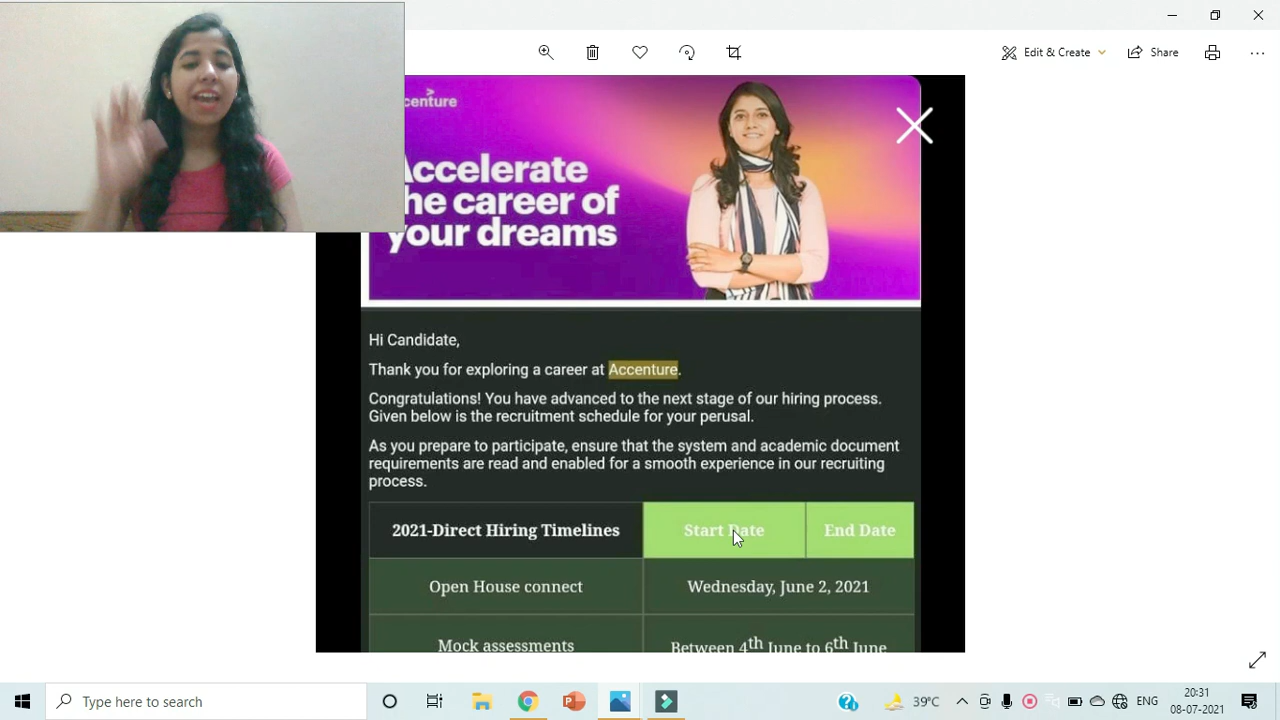 Edit & Create
Share
accenture
Accelerate
the career of
your dreams
Hi Candidate,
Thank you for exploring a career at Accenture.
Congratulations! You have advanced to the next stage of our hiring process.
Given below is the recruitment schedule for your perusal.
As you prepare to participate, ensure that the system and academic document
requirements are read and enabled for a smooth experience in our recruiting
process.
2021-Direct Hiring Timelines Start Date End Date
Open House connect Wednesday, June 2, 2021
Mock assessments Between 4th June to 6th June
Type here to search
39°C
ENG
20:31
08-07-2021